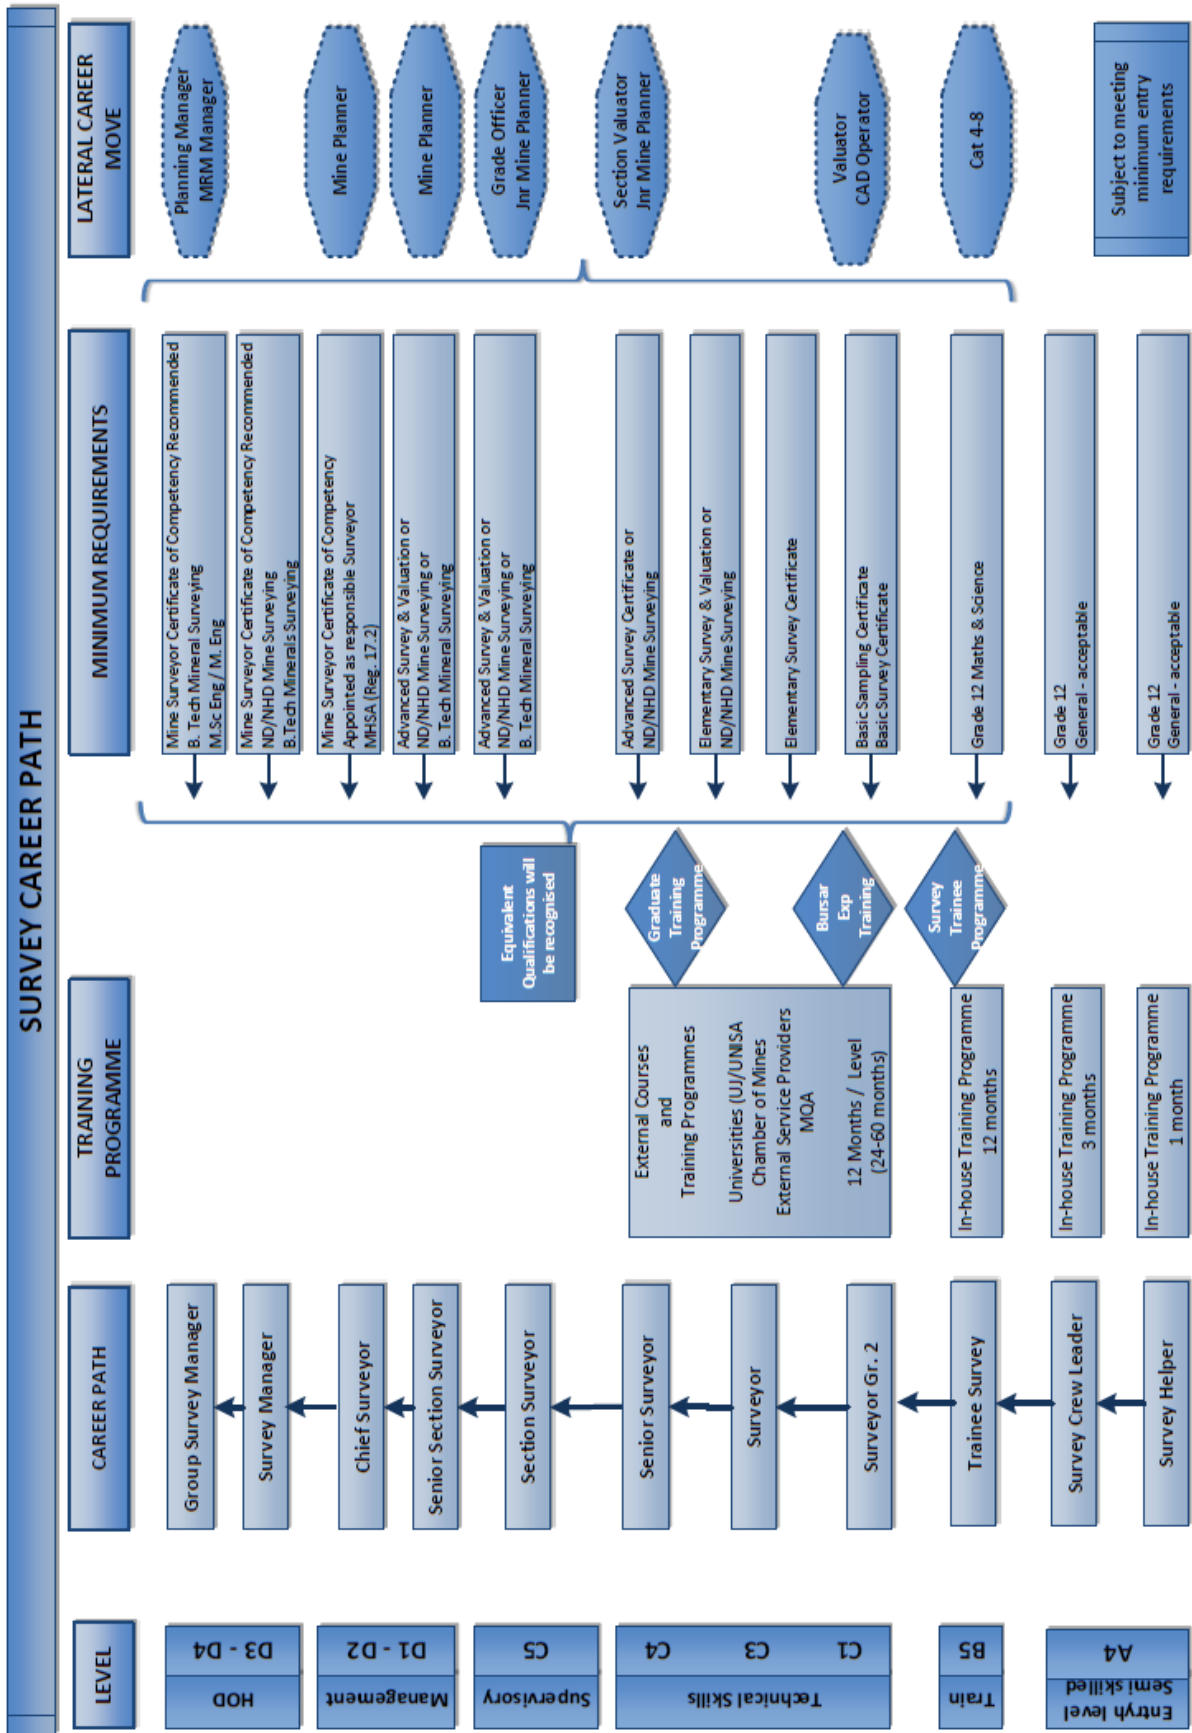 SURVEY CAREER PATH
LEVEL
CAREER PATH
TRAINING
PROGRAMME
MINIMUM REQUIREMENTS
LATERAL CAREER
MOVE
HOD
D3 - D4
Group Survey Manager
Mine Surveyor Certificate of Competency Recommended
B. Tech Mineral Surveying
M.Sc Eng / M. Eng
Planning Manager
MRM Manager
Survey Manager
Mine Surveyor Certificate of Competency Recommended
ND/NHD Mine Surveying
B.Tech Minerals Surveying
Management
D1 - D2
Chief Surveyor
Mine Surveyor Certificate of Competency
Appointed as responsible Surveyor
MHSA (Reg. 17.2)
Mine Planner
Senior Section Surveyor
Advanced Survey & Valuation or
ND/NHD Mine Surveying or
B. Tech Mineral Surveying
Mine Planner
Supervisory
C5
Section Surveyor
Equivalent
Qualifications will
be recognised
Advanced Survey & Valuation or
ND/NHD Mine Surveying or
B. Tech Mineral Surveying
Grade Officer
Jnr Mine Planner
Technical Skills
C4
C3
C1
Senior Surveyor
Surveyor
Surveyor Gr. 2
External Courses
and
Training Programmes
Universities (UJ/UNISA
Chamber of Mines
External Service Providers
MQA
12 Months / Level
(24-60 months)
Graduate
Training
Programme
Bursar
Exp
Training
Advanced Survey Certificate or
ND/NHD Mine Surveying
Elementary Survey & Valuation or
ND/NHD Mine Surveying
Elementary Survey Certificate
Basic Sampling Certificate
Basic Survey Certificate
Section Valuator
Jnr Mine Planner
Valuator
CAD Operator
Train
B5
Trainee Survey
In-house Training Programme
12 months
Survey
Trainee
Programme
Grade 12 Maths & Science
Cat 4-8
Entryh level
Semi skilled
A4
Survey Crew Leader
In-house Training Programme
3 months
Grade 12
General - acceptable
Survey Helper
In-house Training Programme
1 month
Grade 12
General - acceptable
Subject to meeting
minimum entry
requirements